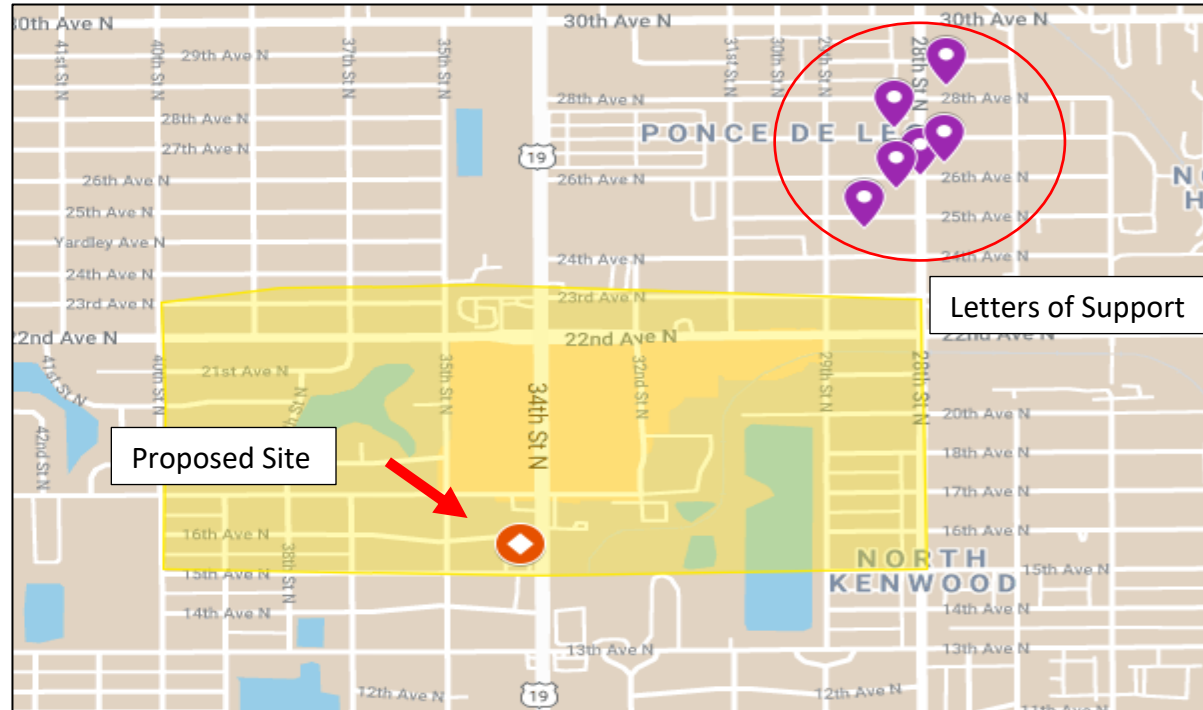 30th Ave N
30th Ave N
30th Ave N
41st St N
40th St N
37th St N
35th St N
31st St N
30th St N
29th St N
28th St N
29th Ave N
28th Ave N
28th Ave N
28th Ave N
27th Ave N
PONCE DE LE
19
26th Ave N
26th Ave N
26th Ave N
25th Ave N
25th Ave N
Yardley Ave N
24th Ave N
24th Ave N
24th Ave N
23rd Ave N
23rd Ave N
Letters of Support
22nd Ave N
22nd Ave N
22nd Ave N
41st St N
40th St N
21st Ave N
35th St N
34th St N
32nd St N
29th St N
28th St N
42nd St N
20th Ave N
Proposed Site
18th Ave N
17th Ave N
16th Ave N
16th Ave N
38th St N
NORTH
KENWOOD
15th Ave N
15th Ave N
14th Ave N
14th Ave N
13th Ave N
13th Ave N
12th Ave N
19
12th Ave N
11th Ave N